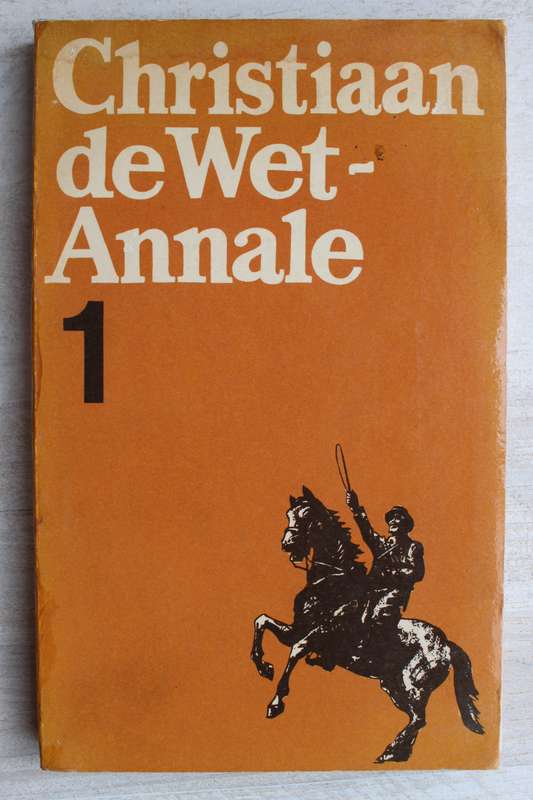 Christiaan
de Wet-
Annale
1